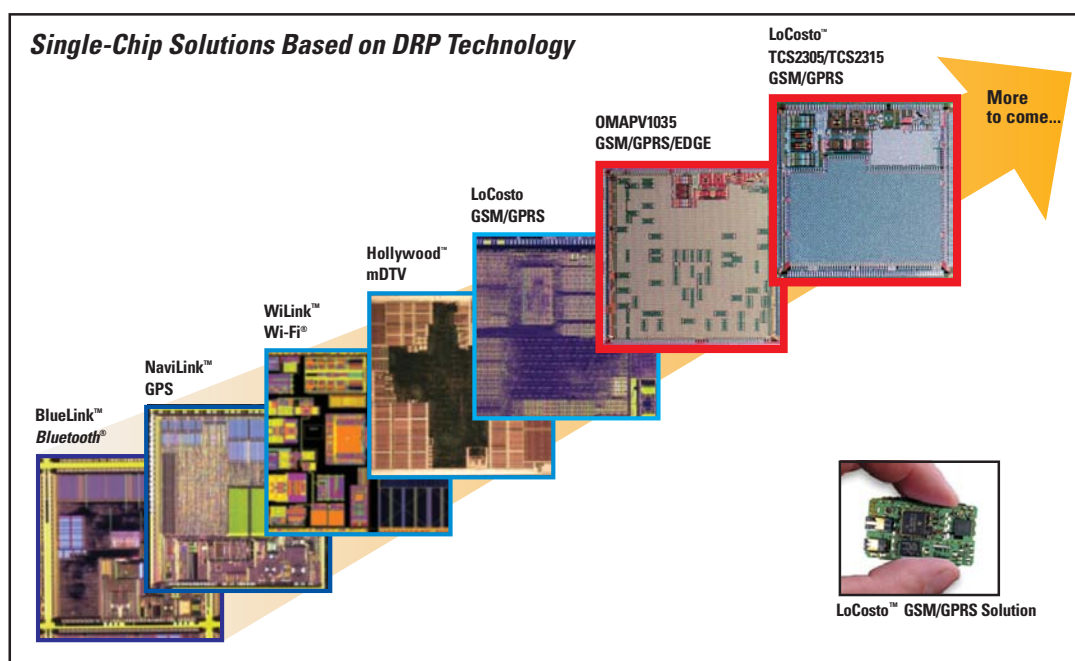 Single-Chip Solutions Based on DRP Technology
LoCosto™
TCS2305/TCS2315
GSM/GPRS
More
to come...
OMAPV1035
GSM/GPRS/EDGE
LoCosto
GSM/GPRS
Hollywood™
mDTV
WiLink™
Wi-Fi®
NaviLink™
GPS
BlueLink™
Bluetooth®
LoCosto™ GSM/GPRS Solution